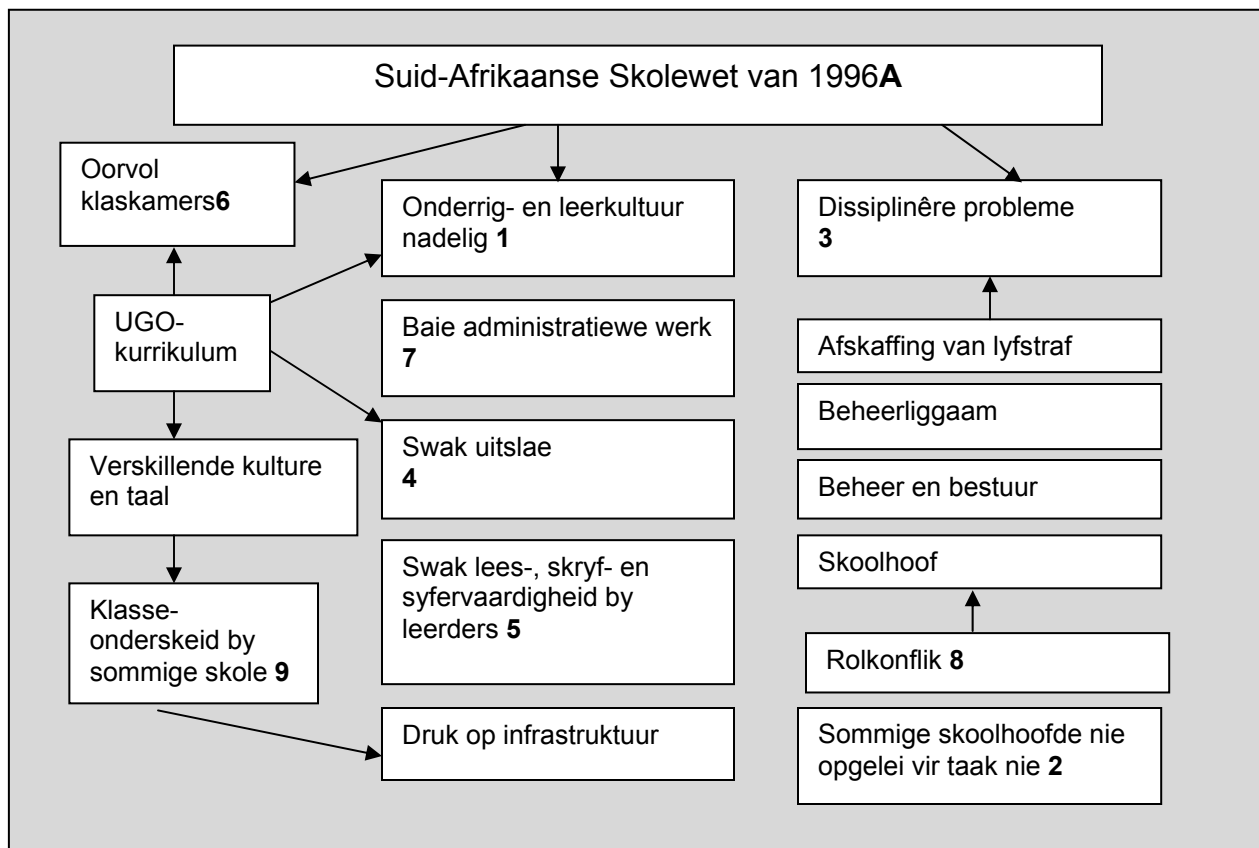 Suid-Afrikaanse Skolewet van 1996A
Oorvol
klaskamers6
UGO-
kurrikulum
Verskillende kulture
en taal
Klasse-
onderskeid by
sommige skole 9
Onderrig- en leerkultuur
nadelig 1
Baie administratiewe werk
7
Swak uitslae
4
Swak lees-, skryf- en
syfervaardigheid by
leerders 5
Druk op infrastruktuur
Dissiplinêre probleme
3
Afskaffing van lyfstraf
Beheerliggaam
Beheer en bestuur
Skoolhoof
Rolkonflik 8
Sommige skoolhoofde nie
opgelei vir taak nie 2